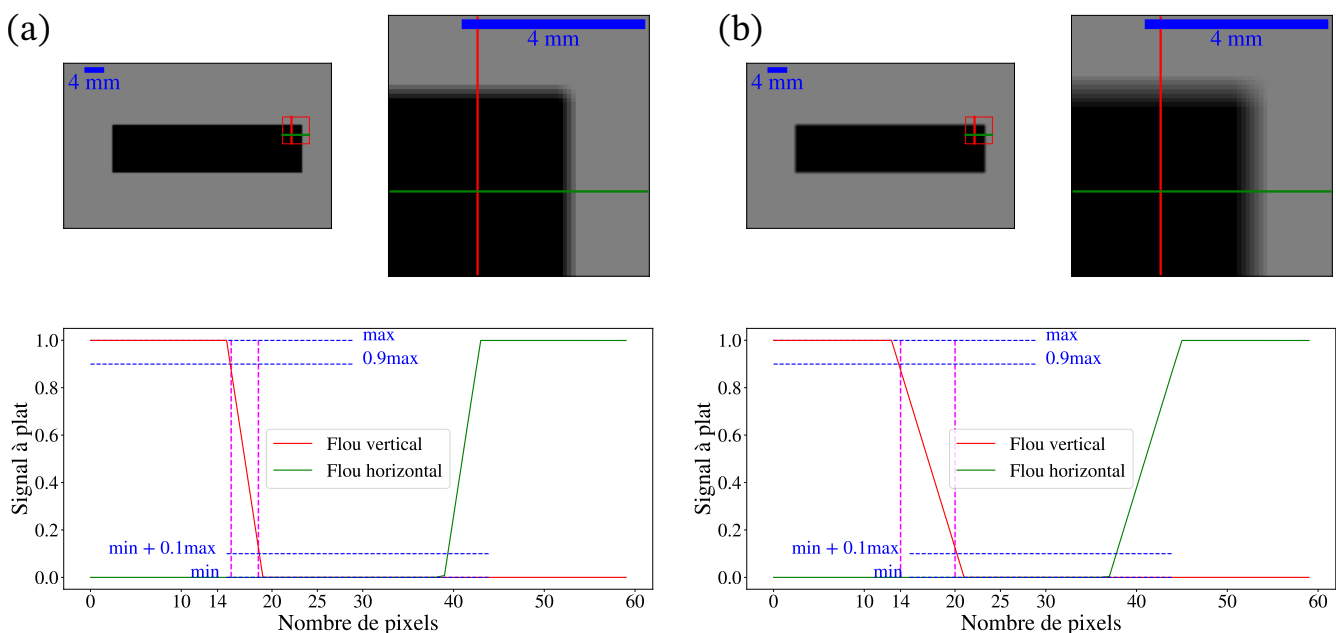 (a)
4 mm
4 mm
max
0.9max
min + 0.1max
min
Flou vertical
Flou horizontal
Signal à plat
1.0
0.8
0.6
0.4
0.2
0.0
0 10 14 20 25 30 40 50 60
Nombre de pixels
(b)
4 mm
4 mm
max
0.9max
min + 0.1max
min
Flou vertical
Flou horizontal
Signal à plat
1.0
0.8
0.6
0.4
0.2
0.0
0 10 14 20 25 30 40 50 60
Nombre de pixels